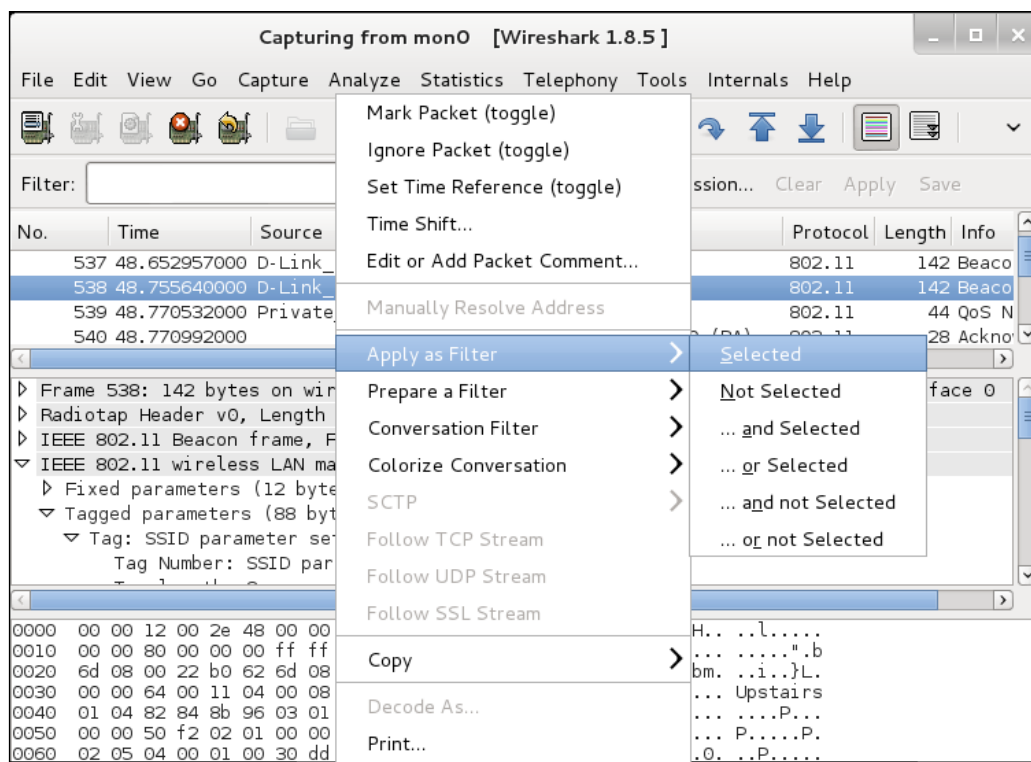 Capturing from mon0 [Wireshark 1.8.5 ]
File Edit View Go Capture Analyze Statistics Telephony Tools Internals Help
Filter:
ssion... Clear Apply Save
No. Time Source Protocol Length Info
537 48.652957000 D-Link_ 802.11 142 Beaco
538 48.755640000 D-Link_ 802.11 142 Beaco
539 48.770532000 Private_ 802.11 44 QoS N
540 48.770992000 (RA) 802.11 28 Ackno
Mark Packet (toggle)
Ignore Packet (toggle)
Set Time Reference (toggle)
Time Shift...
Edit or Add Packet Comment...
Manually Resolve Address
Apply as Filter
Prepare a Filter
Conversation Filter
Colorize Conversation
SCTP
Follow TCP Stream
Follow UDP Stream
Follow SSL Stream
Copy
Decode As...
Print...
Selected
Not Selected
... and Selected
... or Selected
... and not Selected
... or not Selected
Frame 538: 142 bytes on wir face 0
Radiotap Header v0, Length
IEEE 802.11 Beacon frame, F
IEEE 802.11 wireless LAN ma
Fixed parameters (12 byte
Tagged parameters (88 byt
Tag: SSID parameter se
Tag Number: SSID par
0000 00 00 12 00 2e 48 00 00 H.. ..l.....
0010 00 00 80 00 00 00 ff ff ... .....".b
0020 6d 08 00 22 b0 62 6d 08 bm. ..i..}L.
0030 00 00 64 00 11 04 00 08 ... Upstairs
0040 01 04 82 84 8b 96 03 01 ... ....P...
0050 00 00 50 f2 02 01 00 00 ... P.....P.
0060 02 05 04 00 01 00 30 dd .0. ..P.....